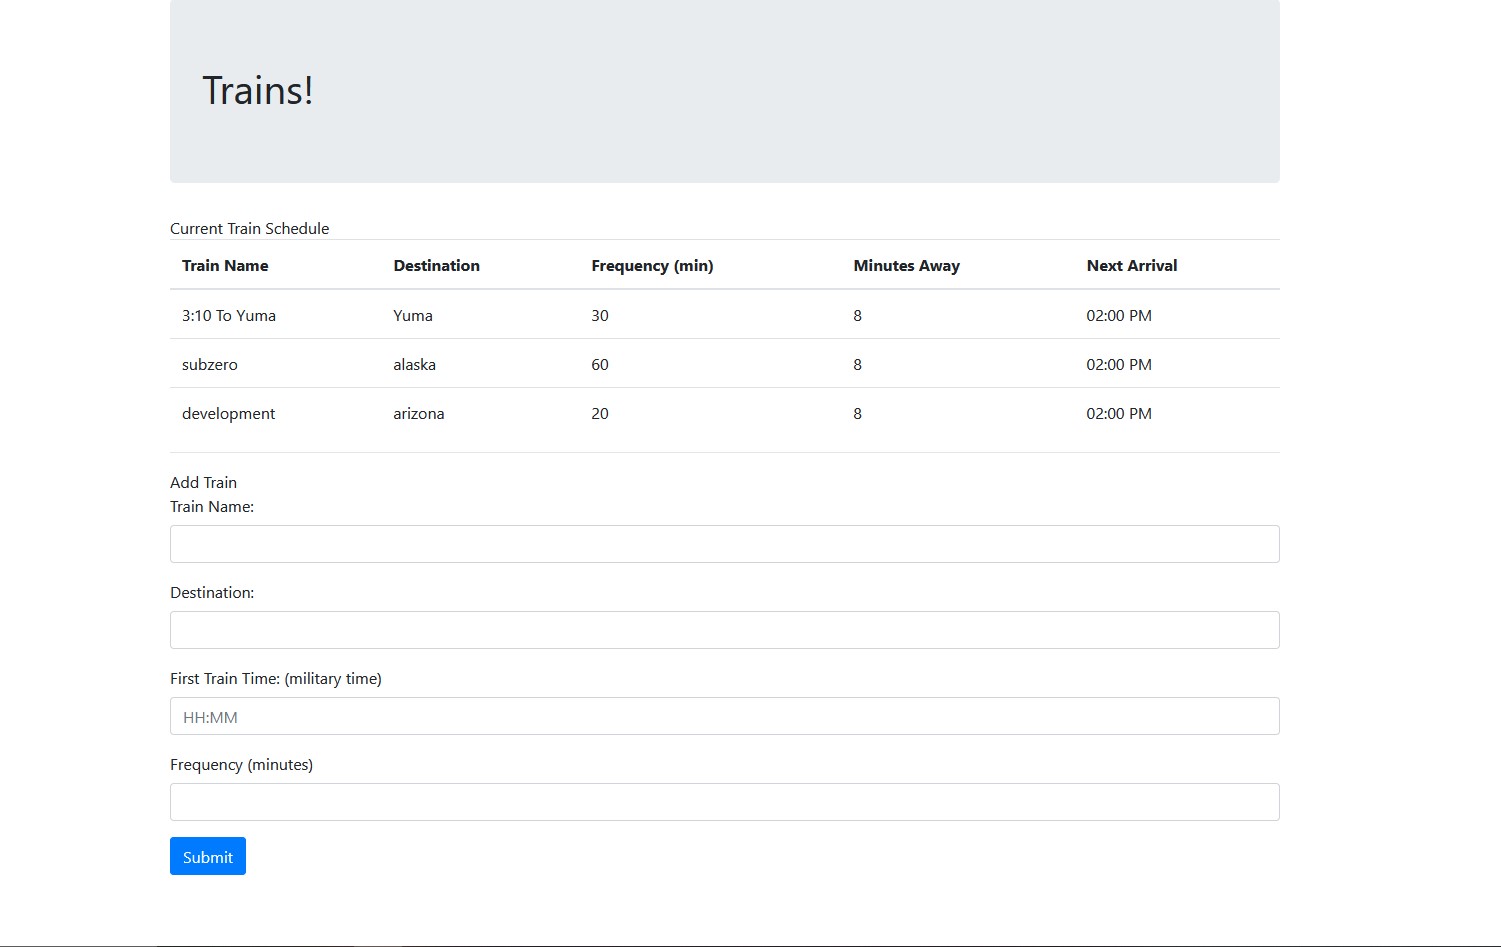 Trains!
Current Train Schedule
Train Name Destination Frequency (min) Minutes Away Next Arrival
3:10 To Yuma Yuma 30 8 02:00 PM
subzero alaska 60 8 02:00 PM
development arizona 20 8 02:00 PM
Add Train
Train Name:
Destination:
First Train Time: (military time)
HH:MM
Frequency (minutes)
Submit